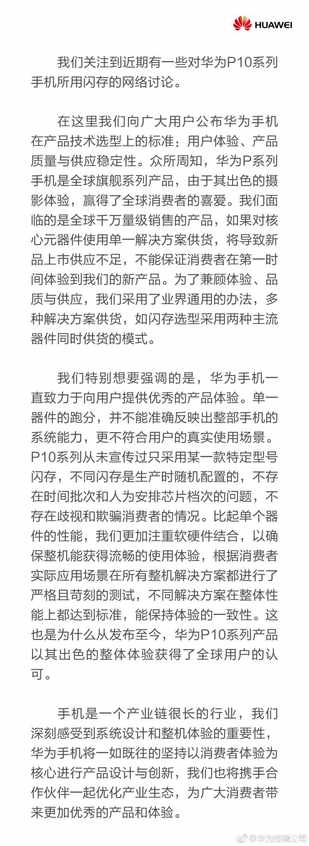 HUAWEI
我们关注到近期有一些对华为P10系列
手机所用闪存的网络讨论。
在这里我们向广大用户公布华为手机
在产品技术选型上的标准：用户体验、产品
质量与供应稳定性。众所周知，华为P系列
手机是全球旗舰系列产品，由于其出色的摄
影体验，赢得了全球消费者的喜爱。我们面
临的是全球千万量级销售的产品，如果对核
心元器件使用单一解决方案供货，将导致新
品上市供应不足，不能保证消费者在第一时
间体验到我们的新产品。为了兼顾体验、品
质与供应，我们采用了业界通用的办法，多
种解决方案供货，如闪存选型采用两种主流
器件同时供货的模式。
我们特别想要强调的是，华为手机一
直致力于向用户提供优秀的产品体验。单一
器件的跑分，并不能准确反映出整部手机的
系统能力，更不符合用户的真实使用场景。
P10系列从未宣传过只采用某一款特定型号
闪存，不同闪存是生产时随机配置的，不存
在时间批次和人为安排芯片档次的问题，不
存在歧视和欺骗消费者的情况。比起单个器
件的性能，我们更加注重软硬件结合，以确
保整机能获得流畅的使用体验，根据消费者
实际应用场景在所有整机解决方案都进行了
严格且苛刻的测试，不同解决方案在整体性
能上都达到标准，能保持体验的一致性。这
也是为什么从发布至今，华为P10系列产品
以其出色的整体体验获得了全球用户的认
可。
手机是一个产业链很长的行业，我们
深刻感受到系统设计和整机体验的重要性，
华为手机将一如既往的坚持以消费者体验为
核心进行产品设计与创新，我们也将携手合
作伙伴一起优化产业生态，为广大消费者带
来更加优秀的产品和体验。
@华为终端公司